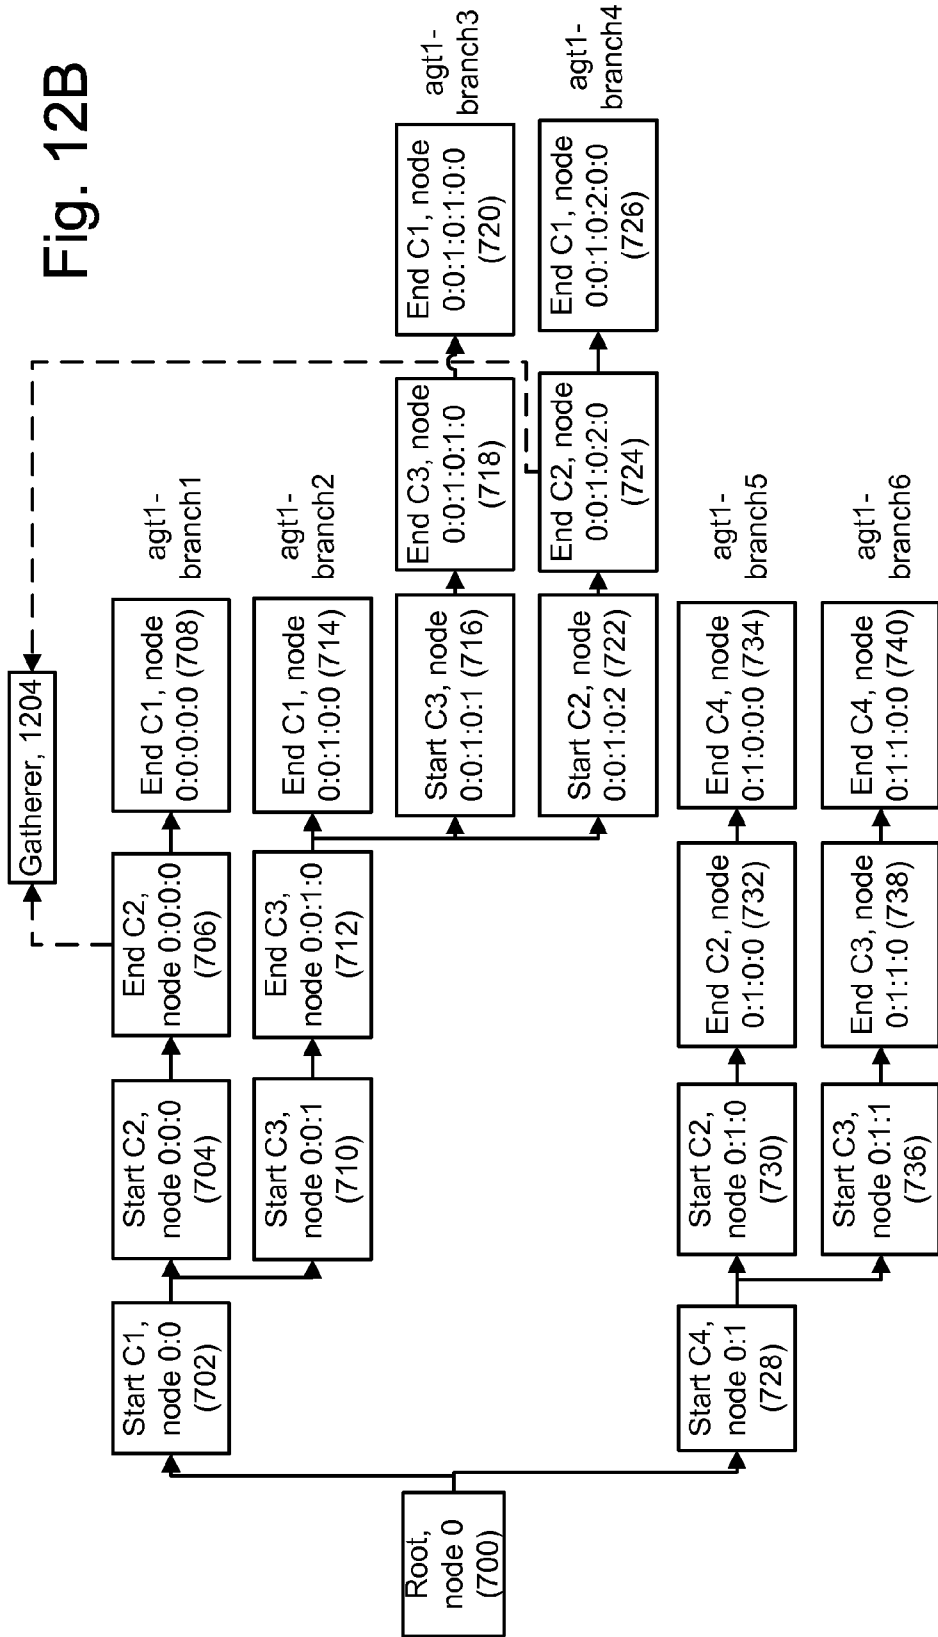 Fig. 12B
Gatherer, 1204
Root,
node 0
(700)
Start C1,
node 0:0
(702)
Start C2,
node 0:0:0
(704)
End C2,
node 0:0:0:0
(706)
End C1, node
0:0:0:0:0 (708)
agt1-
branch1
Start C3,
node 0:0:1
(710)
End C3,
node 0:0:1:0
(712)
End C1, node
0:0:1:0:0 (714)
agt1-
branch2
Start C3, node
0:0:1:0:1 (716)
End C3, node
0:0:1:0:1:0
(718)
End C1, node
0:0:1:0:1:0:0
(720)
agt1-
branch3
Start C2, node
0:0:1:0:2 (722)
End C2, node
0:0:1:0:2:0
(724)
End C1, node
0:0:1:0:2:0:0
(726)
agt1-
branch4
Start C4,
node 0:1
(728)
Start C2,
node 0:1:0
(730)
End C2, node
0:1:0:0 (732)
End C4, node
0:1:0:0:0 (734)
agt1-
branch5
Start C3,
node 0:1:1
(736)
End C3, node
0:1:1:0 (738)
End C4, node
0:1:1:0:0 (740)
agt1-
branch6